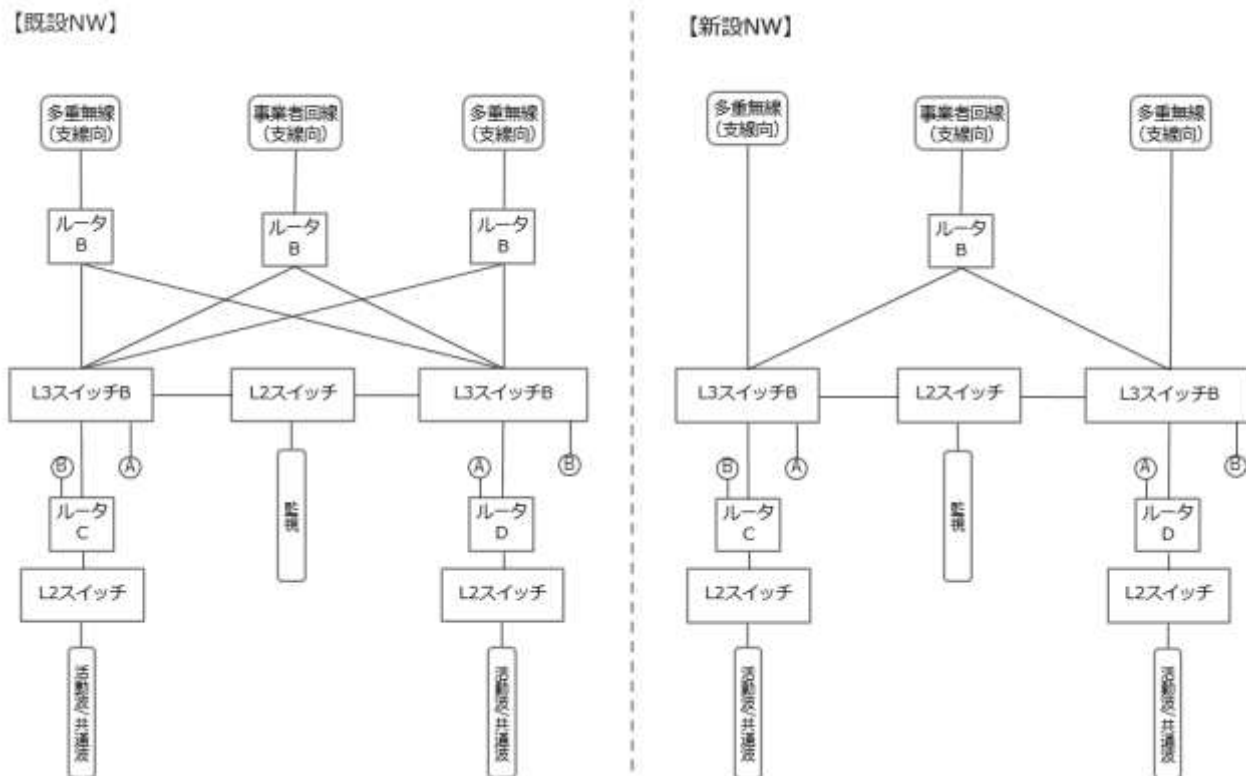 【既設NW】
多重無線
(支線向)
事業者回線
(支線向)
多重無線
(支線向)
ルータ
B
ルータ
B
ルータ
B
L3スイッチB
L2スイッチ
L3スイッチB
B
A
A
B
ルータ
C
監視
ルータ
D
L2スイッチ
L2スイッチ
活動波/共通波
活動波/共通波
【新設NW】
多重無線
(支線向)
事業者回線
(支線向)
多重無線
(支線向)
ルータ
B
L3スイッチB
L2スイッチ
L3スイッチB
B
A
A
B
ルータ
C
監視
ルータ
D
L2スイッチ
L2スイッチ
活動波/共通波
活動波/共通波